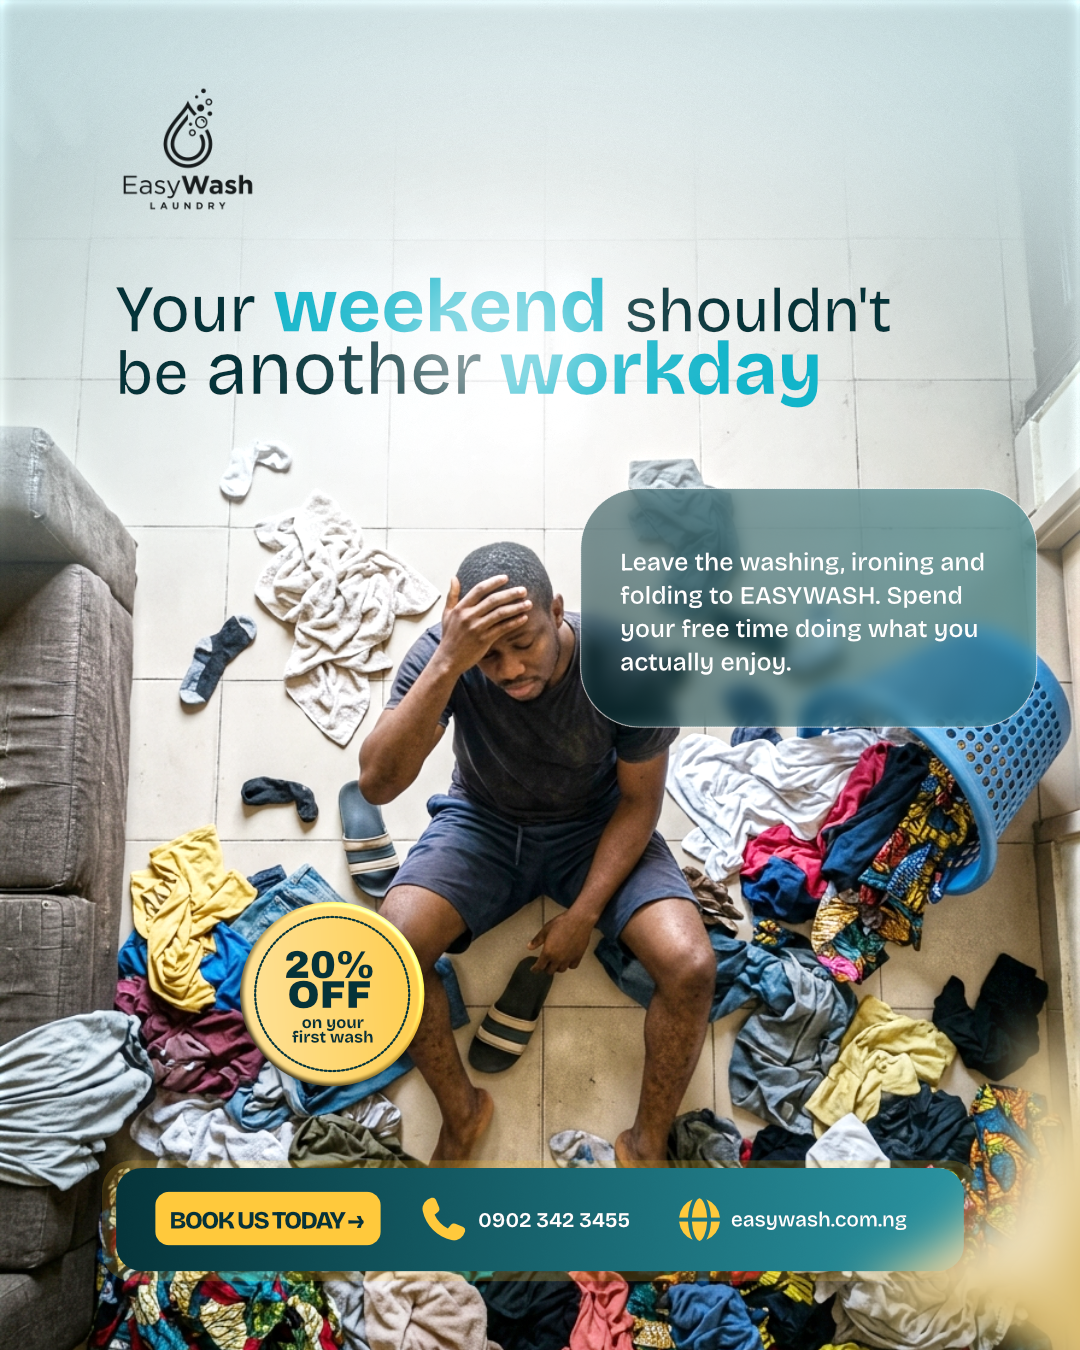 EasyWash
LAUNDRY
Your weekend shouldn't
be another workday
Leave the washing, ironing and
folding to EASYWASH. Spend
your free time doing what you
actually enjoy.
20%
OFF
on your
first wash
BOOK US TODAY →
0902 342 3455
easywash.com.ng